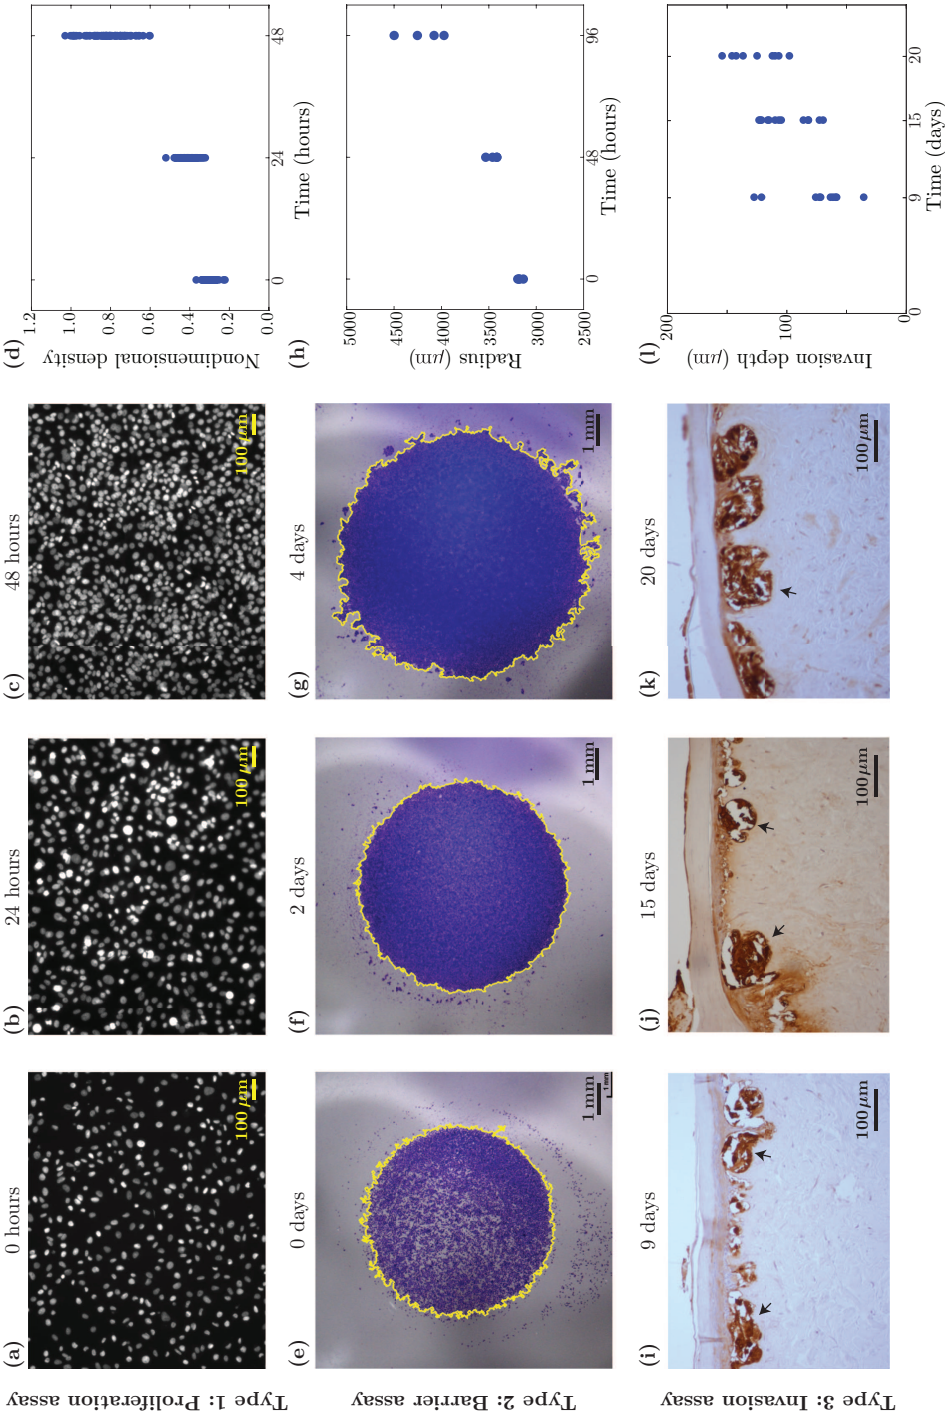 Type 1: Proliferation assay
(a)
0 hours
100 µm
(b)
24 hours
100 µm
(c)
48 hours
100 µm
(d)
Nondimensional density
1.2
1.0
0.8
0.6
0.4
0.2
0.0
0
24
48
Time (hours)
Type 2: Barrier assay
(e)
0 days
1 mm
1 mm
(f)
2 days
1 mm
(g)
4 days
1 mm
(h)
Radius (µm)
5000
4500
4000
3500
3000
2500
0
48
96
Time (hours)
Type 3: Invasion assay
(i)
9 days
100 µm
(j)
15 days
100 µm
(k)
20 days
100 µm
(l)
Invasion depth (µm)
200
100
0
0
9
15
20
Time (days)